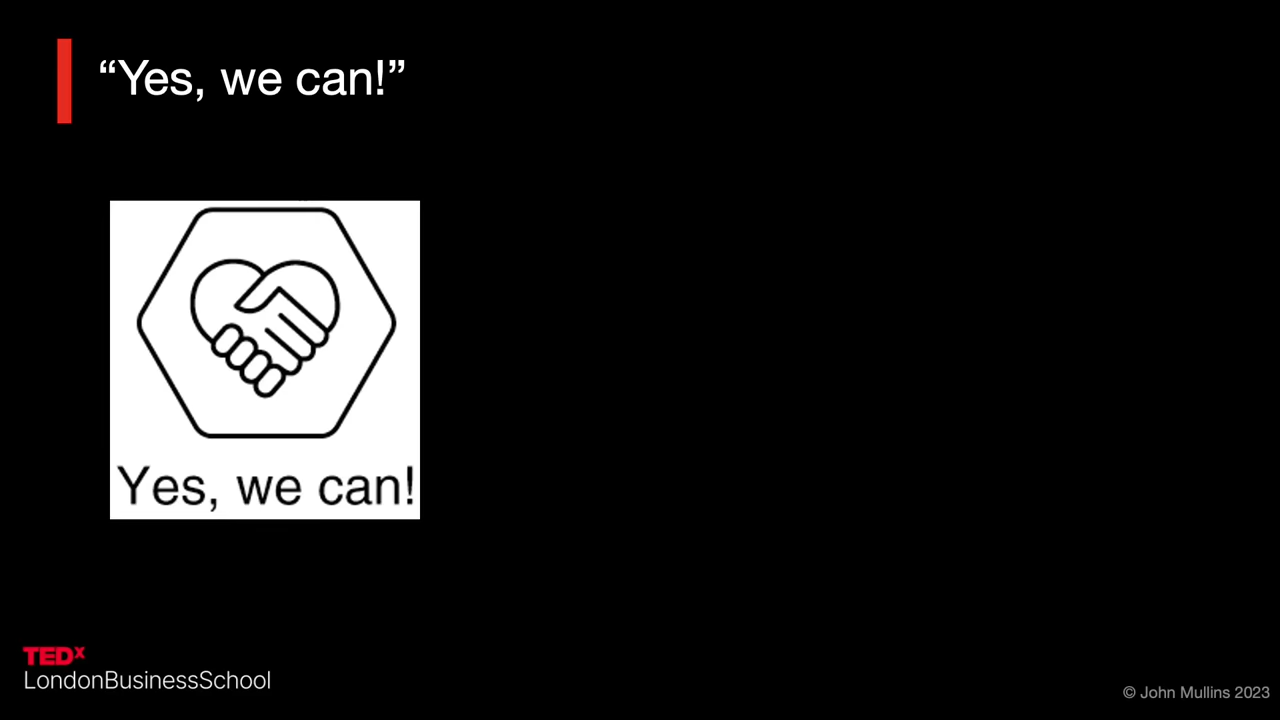 “Yes, we can!”
Yes, we can!
TEDx
LondonBusinessSchool
© John Mullins 2023